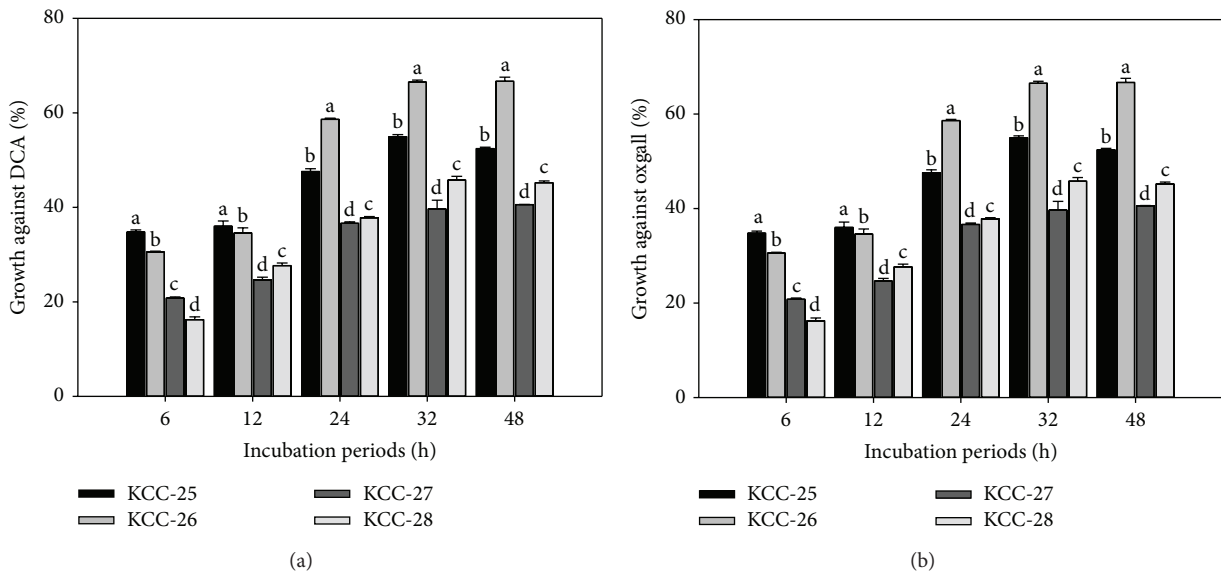 80
60
40
20
0
Growth against DCA (%)
a b c d
a b d c
b a d c
b a d c
b a d c
6 12 24 32 48
Incubation periods (h)
KCC-25 KCC-27
KCC-26 KCC-28
(a)
80
60
40
20
0
Growth against oxgall (%)
a b c d
a b d c
b a d c
b a d c
b a d c
6 12 24 32 48
Incubation periods (h)
KCC-25 KCC-27
KCC-26 KCC-28
(b)